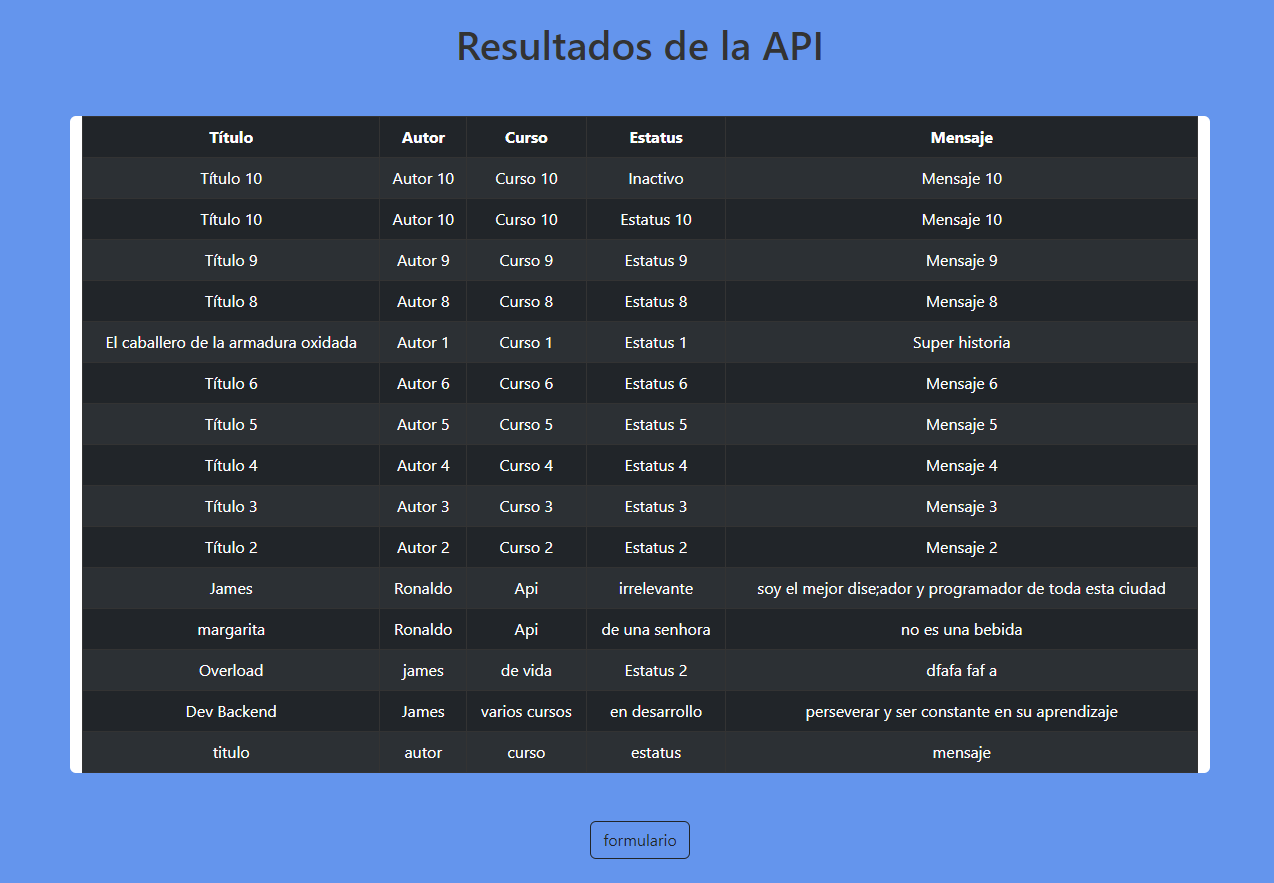 Resultados de la API
Título Autor Curso Estatus Mensaje
Título 10 Autor 10 Curso 10 Inactivo Mensaje 10
Título 10 Autor 10 Curso 10 Estatus 10 Mensaje 10
Título 9 Autor 9 Curso 9 Estatus 9 Mensaje 9
Título 8 Autor 8 Curso 8 Estatus 8 Mensaje 8
El caballero de la armadura oxidada Autor 1 Curso 1 Estatus 1 Super historia
Título 6 Autor 6 Curso 6 Estatus 6 Mensaje 6
Título 5 Autor 5 Curso 5 Estatus 5 Mensaje 5
Título 4 Autor 4 Curso 4 Estatus 4 Mensaje 4
Título 3 Autor 3 Curso 3 Estatus 3 Mensaje 3
Título 2 Autor 2 Curso 2 Estatus 2 Mensaje 2
James Ronaldo Api irrelevante soy el mejor dise;ador y programador de toda esta ciudad
margarita Ronaldo Api de una senhora no es una bebida
Overload james de vida Estatus 2 dfafa faf a
Dev Backend James varios cursos en desarrollo perseverar y ser constante en su aprendizaje
titulo autor curso estatus mensaje
formulario